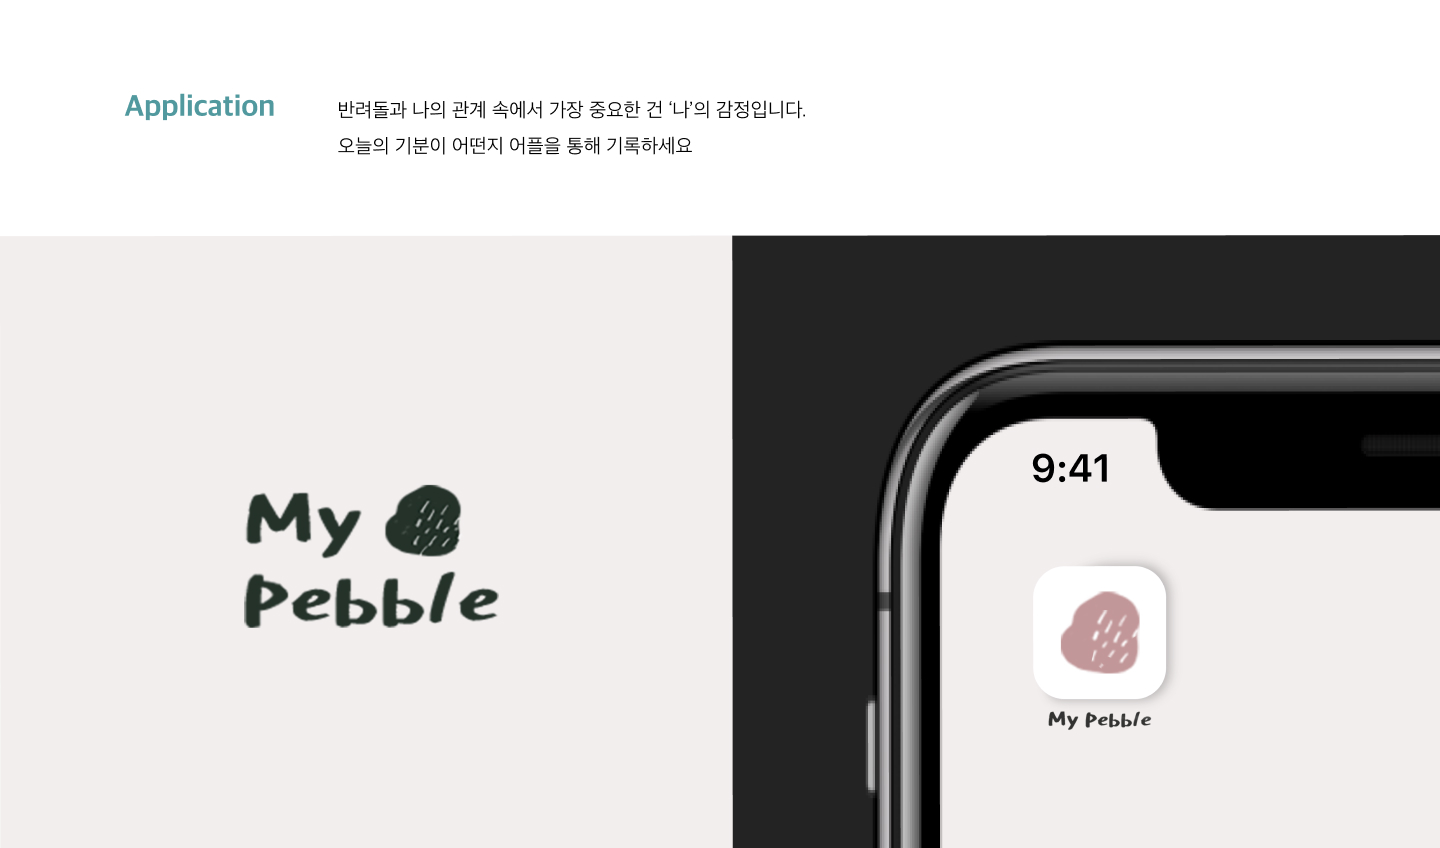 Application
반려돌과 나의 관계 속에서 가장 중요한 건 ‘나’의 감정입니다.
오늘의 기분이 어떤지 어플을 통해 기록하세요
My
Pebble
9:41
My Pebble